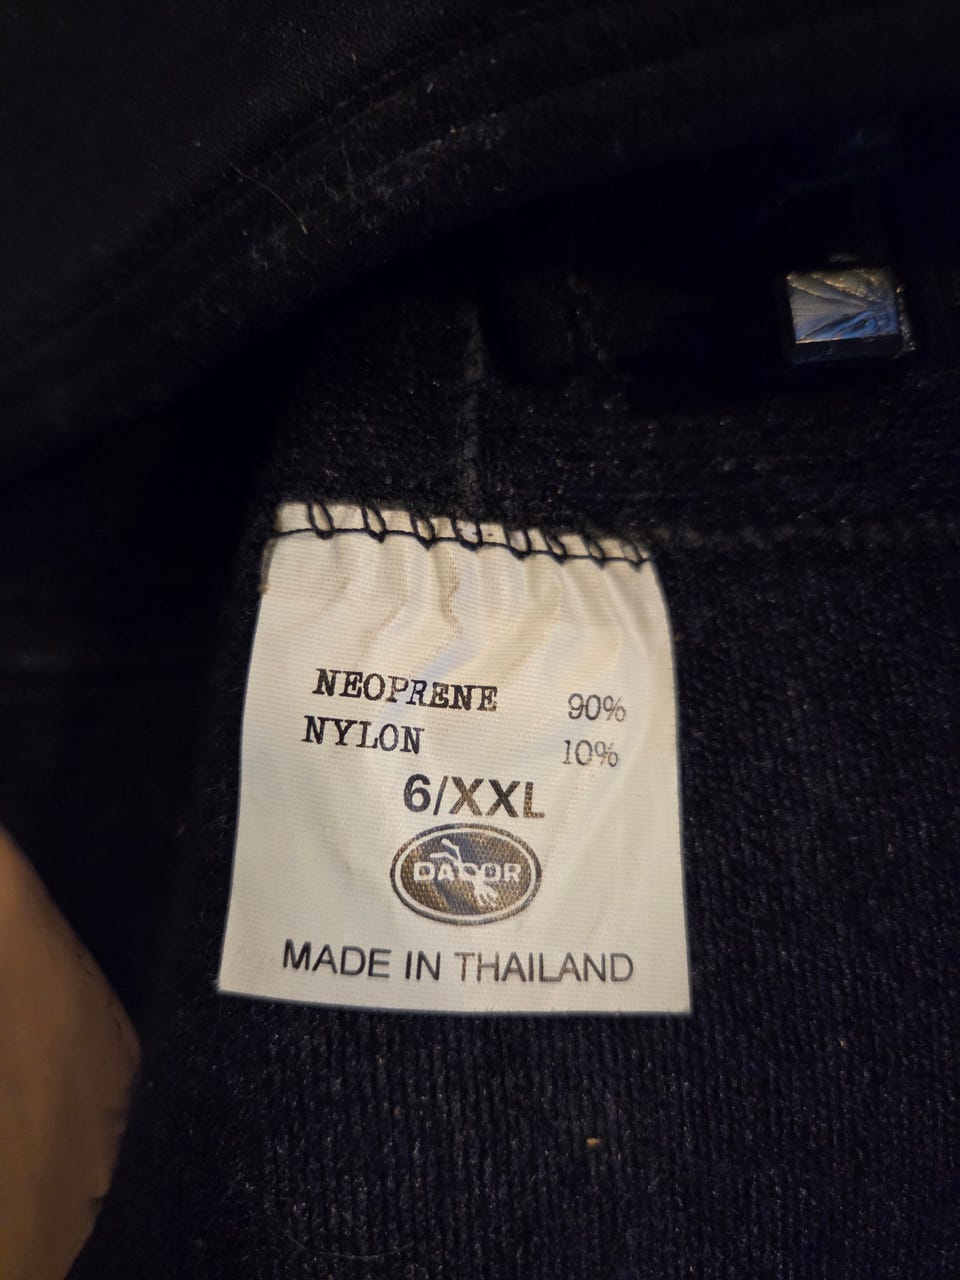 NEOPRENE 90%
NYLON 10%
6/XXL
DACOR
MADE IN THAILAND